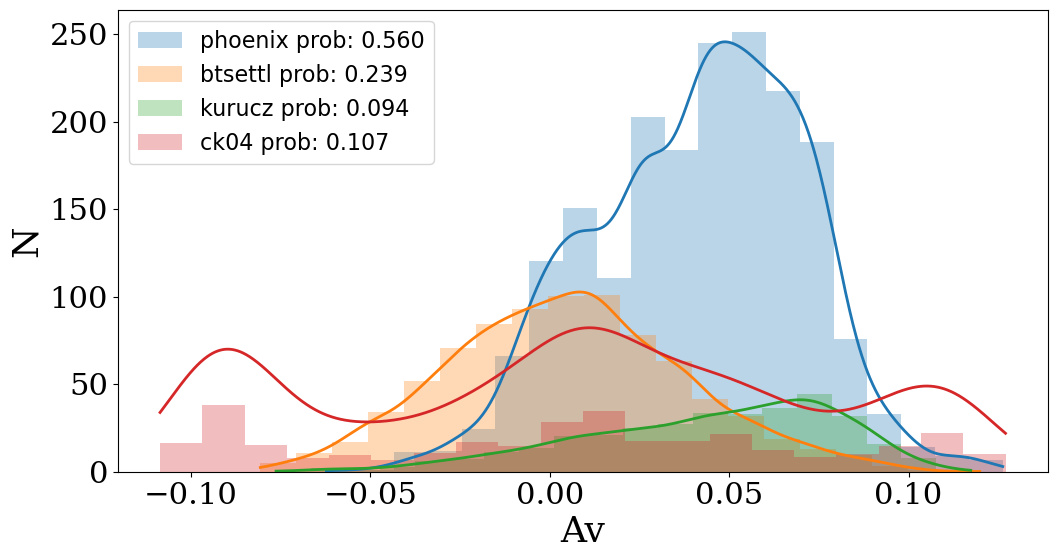 250
200
150
100
50
0
N
phoenix prob: 0.560
btsettl prob: 0.239
kurucz prob: 0.094
ck04 prob: 0.107
−0.10 −0.05 0.00 0.05 0.10
Av